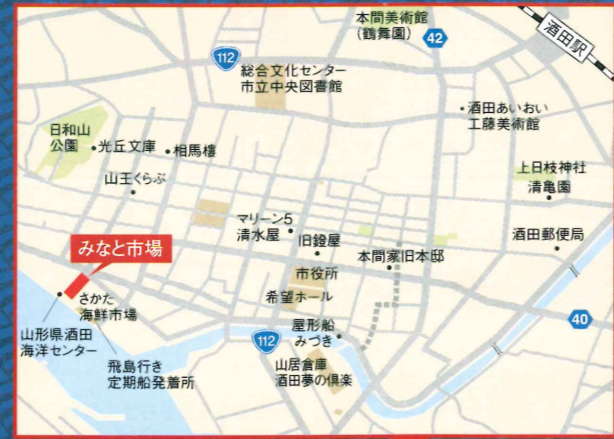 本間美術館
(鶴舞園)
42
酒田駅
112
総合文化センター
市立中央図書館
酒田あいおい
工藤美術館
日和山
公園
光丘文庫
相馬樓
山王くらぶ
上日枝神社
清亀園
マリーン5
清水屋
旧鐙屋
本間家旧本邸
酒田郵便局
みなと市場
市役所
さかた
海鮮市場
希望ホール
40
山形県酒田
海洋センター
屋形船
みづき
112
飛島行き
定期船発着所
山居倉庫
酒田夢の倶楽